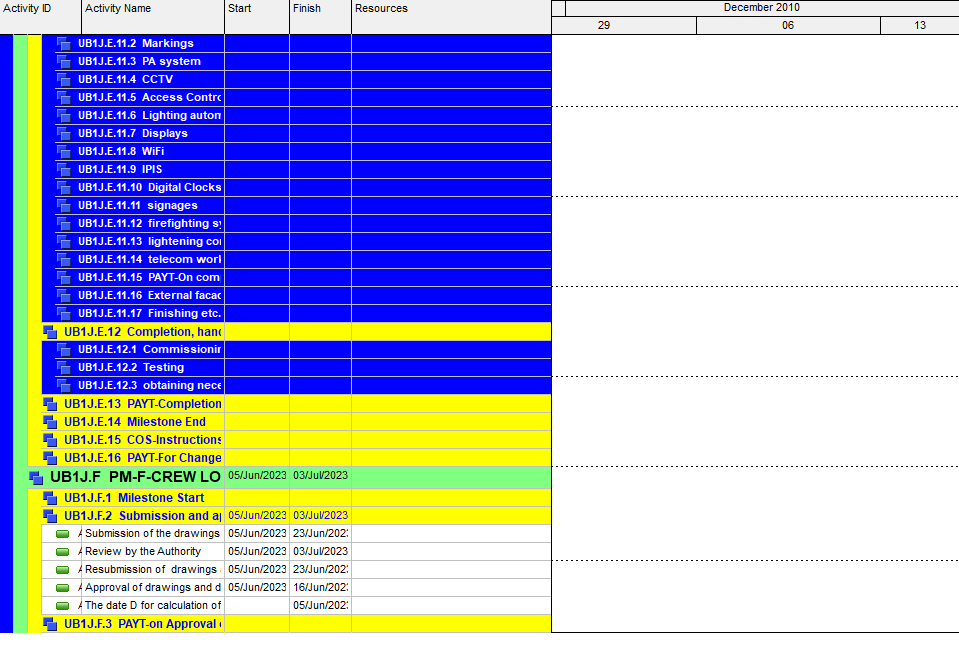 Activity ID Activity Name Start Finish Resources December 2010
29 06 13
UB1J.E.11.2 Markings
UB1J.E.11.3 PA system
UB1J.E.11.4 CCTV
UB1J.E.11.5 Access Contro
UB1J.E.11.6 Lighting autom
UB1J.E.11.7 Displays
UB1J.E.11.8 WiFi
UB1J.E.11.9 IPIS
UB1J.E.11.10 Digital Clocks
UB1J.E.11.11 signages
UB1J.E.11.12 firefighting sy
UB1J.E.11.13 lightening co
UB1J.E.11.14 telecom work
UB1J.E.11.15 PAYT-On com
UB1J.E.11.16 External facad
UB1J.E.11.17 Finishing etc.
UB1J.E.12 Completion, hand
UB1J.E.12.1 Commissionin
UB1J.E.12.2 Testing
UB1J.E.12.3 obtaining nece
UB1J.E.13 PAYT-Completion
UB1J.E.14 Milestone End
UB1J.E.15 COS-Instructions
UB1J.E.16 PAYT-For Change
UB1J.F PM-F-CREW LO 05/Jun/2023 03/Jul/2023
UB1J.F.1 Milestone Start
UB1J.F.2 Submission and a 05/Jun/2023 03/Jul/2023
A Submission of the drawings 05/Jun/2023 23/Jun/202
A Review by the Authority 05/Jun/2023 03/Jul/2023
A Resubmission of drawings 05/Jun/2023 23/Jun/202
A Approval of drawings and d 05/Jun/2023 16/Jun/202
A The date D for calculation of 05/Jun/202
UB1J.F.3 PAYT-on Approval